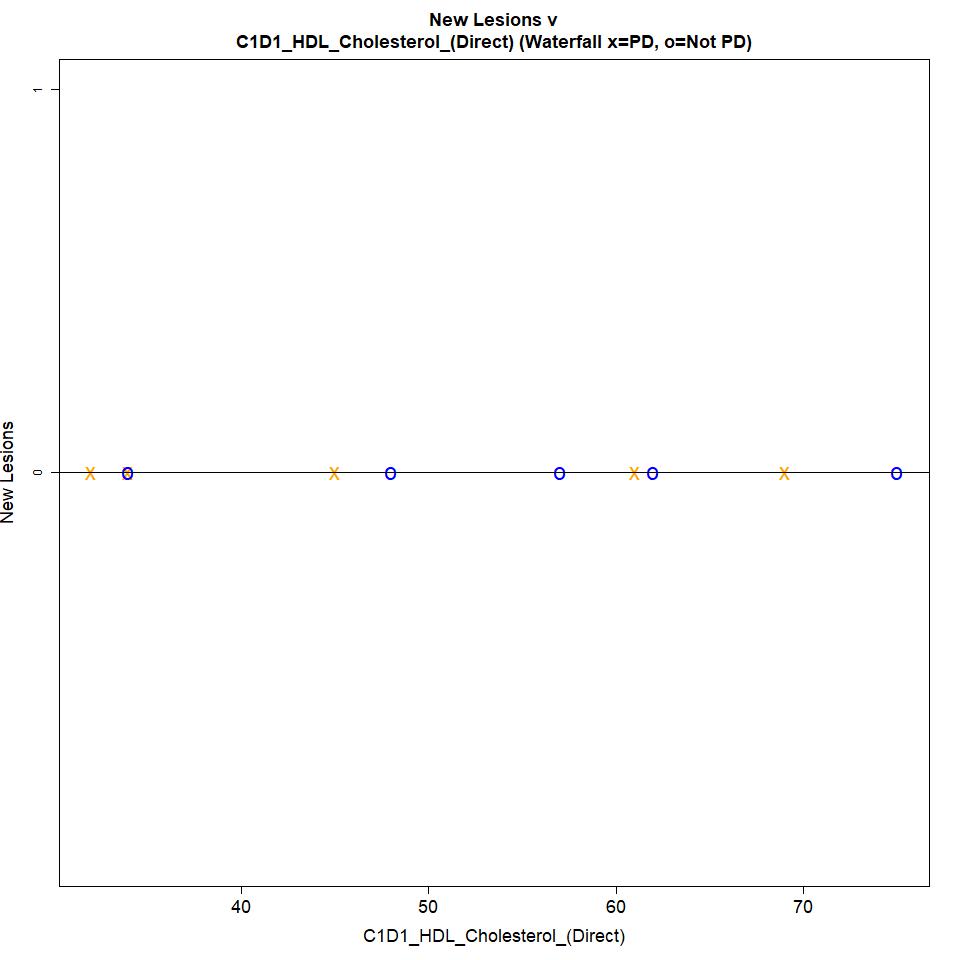 New Lesions v
C1D1_HDL_Cholesterol_(Direct) (Waterfall x=PD, o=Not PD)
1
0
New Lesions
x x o x o o x o x o
40 50 60 70
C1D1_HDL_Cholesterol_(Direct)